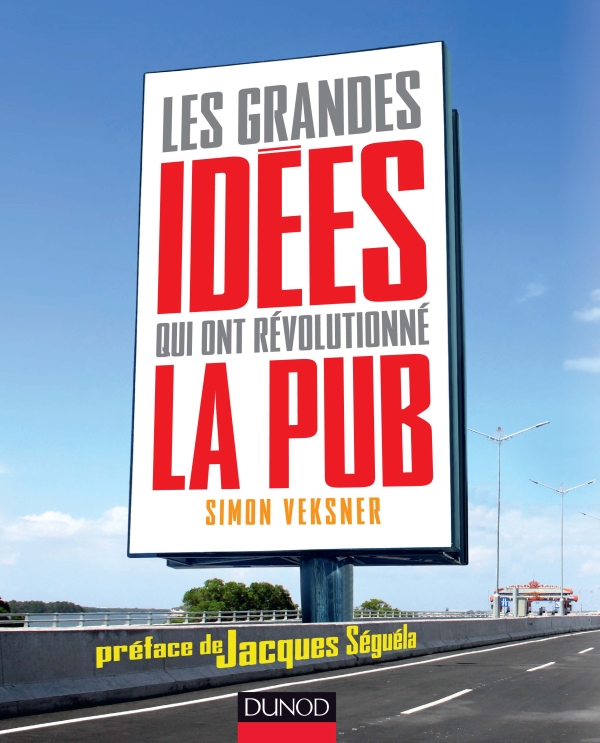 LES GRANDES
IDÉES
QUI ONT RÉVOLUTIONNÉ
LA PUB
SIMON VEKSNER
préface de Jacques Séguéla
DUNOD